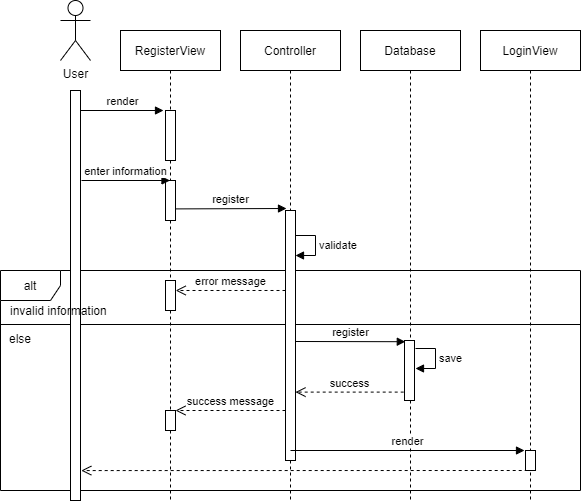 User
RegisterView
Controller
Database
LoginView
render
enter information
register
validate
alt
error message
invalid information
else
register
save
success
success message
render